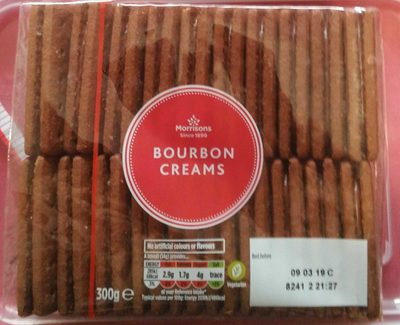 Morrisons
Since 1899
BOURBON
CREAMS
No artificial colours or flavours
ENERGY
2.9g 1.7g 4g trace
300g e
Vegetarian
Best before
09 03 19 C
8241 2 21:27